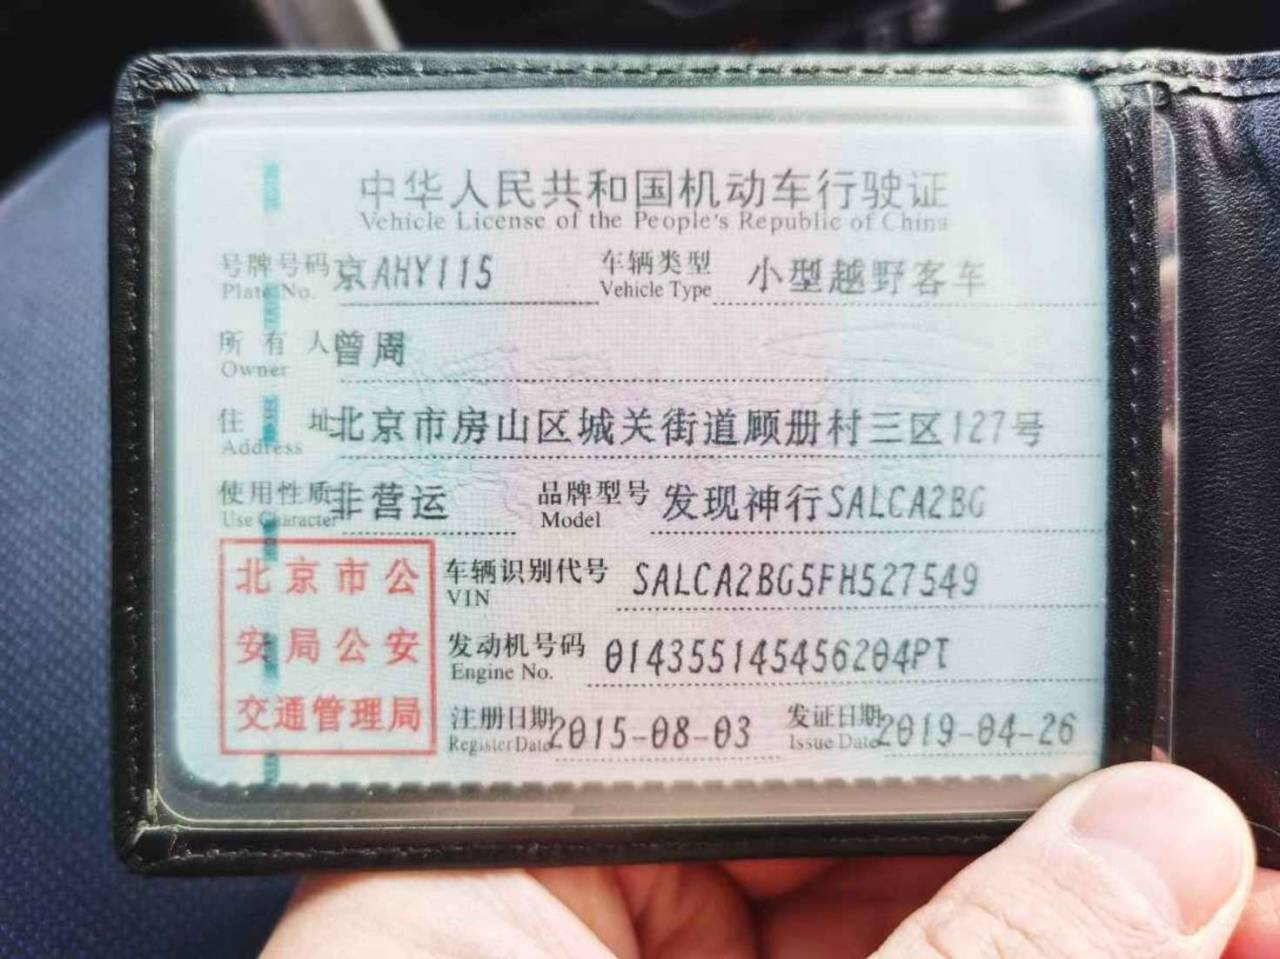 中华人民共和国机动车行驶证
Vehicle License of the People's Republic of China
号牌号码 京AHY115 车辆类型 小型越野客车
Plate No. Vehicle Type
所有人 曾周
Owner
住址 北京市房山区城关街道顾册村三区127号
Address
使用性质 非营运 品牌型号 发现神行SALCA2BG
Use Character Model
北京市公
安局公安
交通管理局
车辆识别代号 SALCA2BG5FH527549
VIN
发动机号码 014355145456204PT
Engine No.
注册日期 2015-08-03 发证日期 2019-04-26
Register Date Issue Date